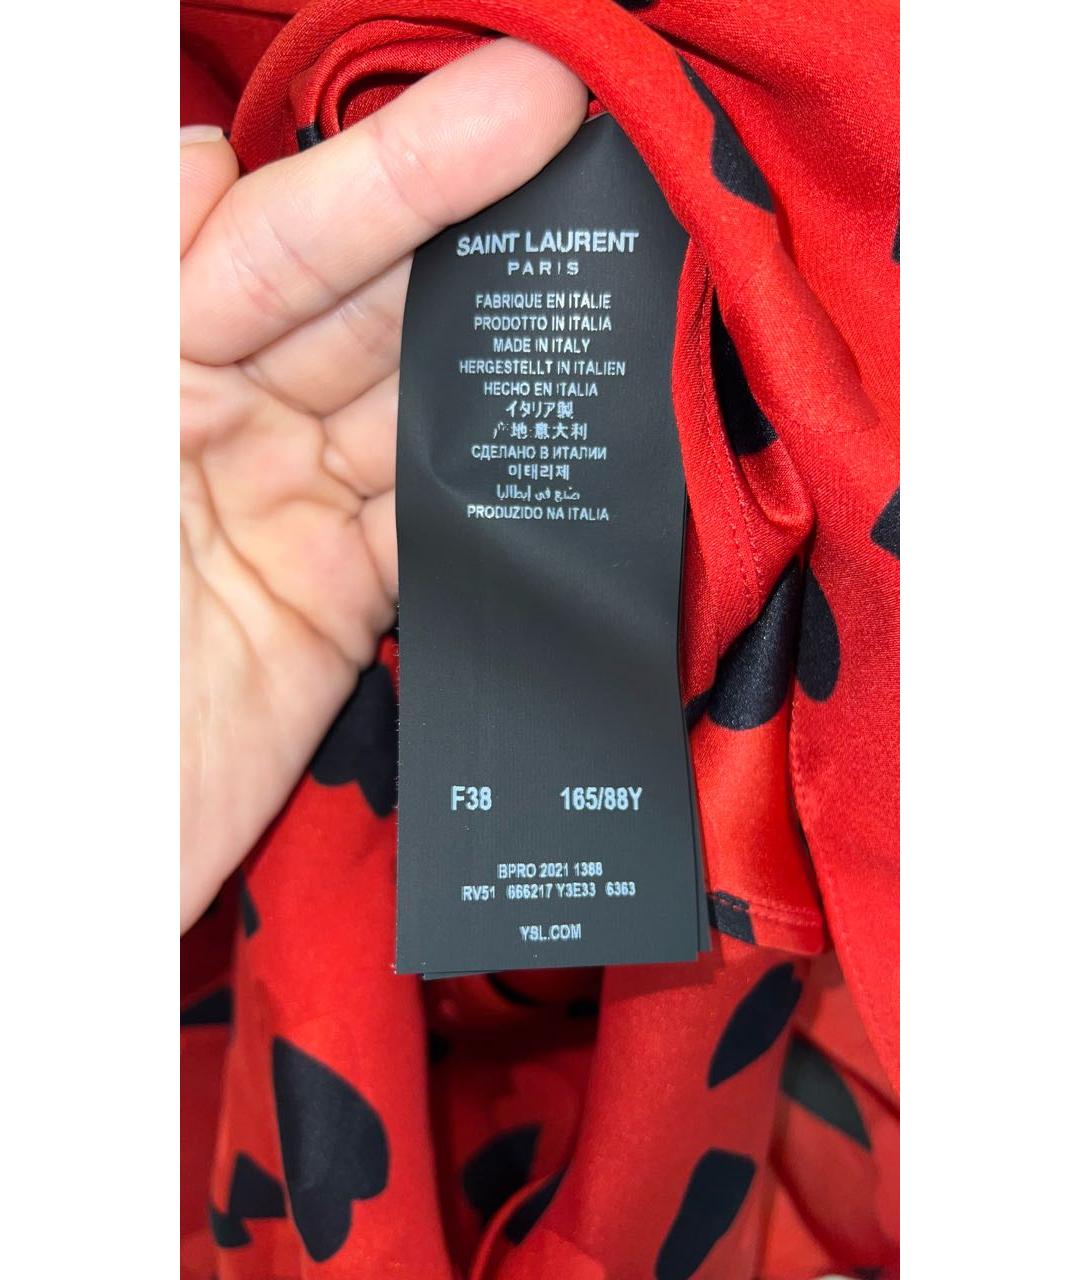 SAINT LAURENT
PARIS
FABRIQUE EN ITALIE
PRODOTTO IN ITALIA
MADE IN ITALY
HERGESTELLT IN ITALIEN
HECHO EN ITALIA
イタリア製
产地:意大利
СДЕЛАНО В ИТАЛИИ
이태리제
صنع في إيطاليا
PRODUZIDO NA ITALIA
F38 165/88Y
BPRO 2021 1388
RV51 666217 Y3E33 6363
YSL.COM